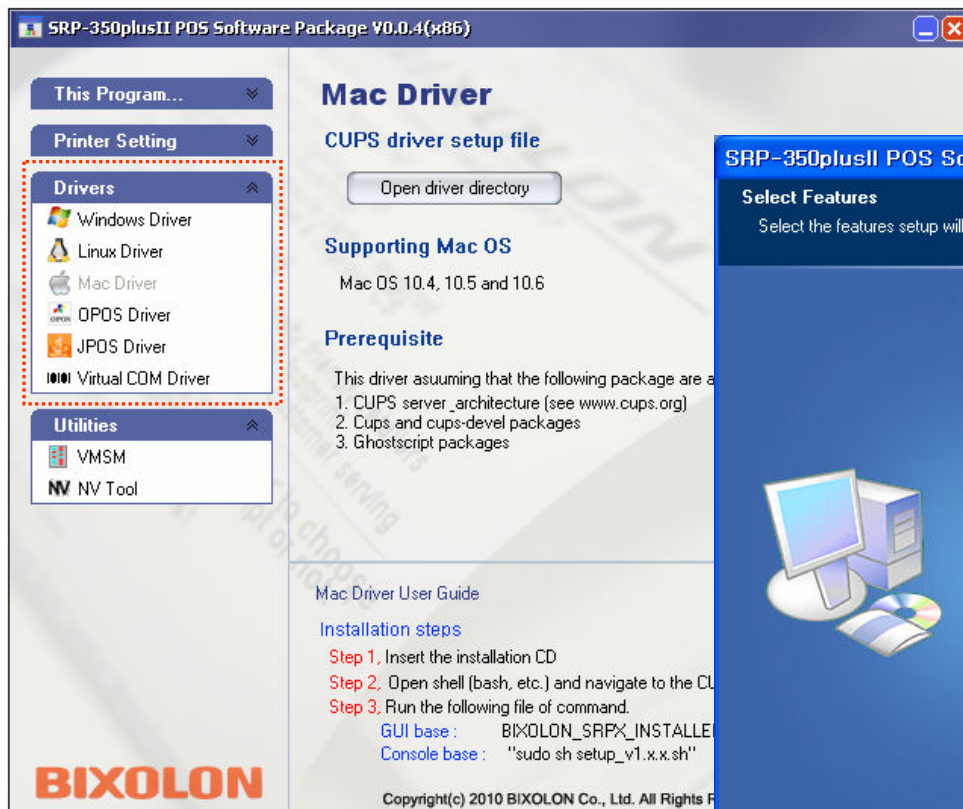 SRP-350plusII POS Software Package V0.0.4(x86)
This Program...
Printer Setting
Drivers
Windows Driver
Linux Driver
Mac Driver
OPOS Driver
JPOS Driver
Virtual COM Driver
Utilities
VMSM
NV NV Tool
BIXOLON
Mac Driver
CUPS driver setup file
Open driver directory
Supporting Mac OS
Mac OS 10.4, 10.5 and 10.6
Prerequisite
This driver asuuming that the following package are a
1. CUPS server_architecture (see www.cups.org)
2. Cups and cups-devel packages
3. Ghostscript packages
Mac Driver User Guide
Installation steps
Step 1, Insert the installation CD
Step 2, Open shell (bash, etc.) and navigate to the CU
Step 3, Run the following file of command.
GUI base : BIXOLON_SRPX_INSTALLE
Console base : "sudo sh setup_v1.x.x.sh"
Copyright(c) 2010 BIXOLON Co., Ltd. All Rights R
SRP-350plusII POS So
Select Features
Select the features setup will